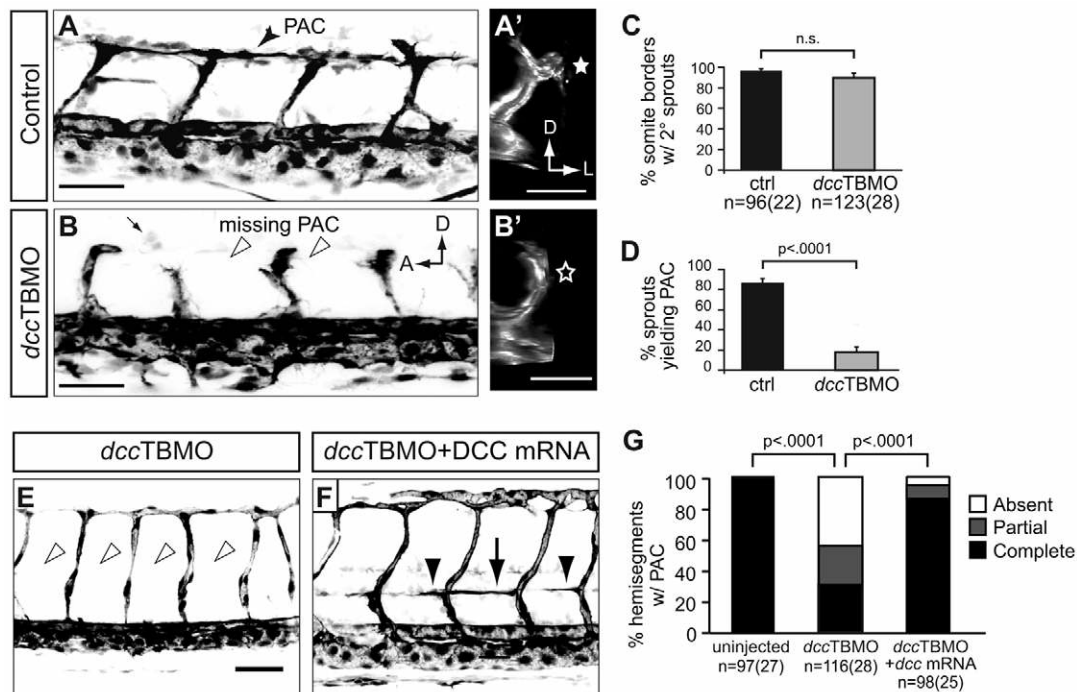 A
PAC
Control
A'
D
L
B
missing PAC
D
A
dccTBMO
B'
C
n.s.
% somite borders
w/ 2° sprouts
100
80
60
40
20
0
ctrl
n=96(22)
dccTBMO
n=123(28)
D
p<.0001
% sprouts
yielding PAC
100
80
60
40
20
0
ctrl
dccTBMO
dccTBMO
E
dccTBMO+DCC mRNA
F
G
p<.0001
p<.0001
% hemisegments
w/ PAC
100
80
60
40
20
0
Absent
Partial
Complete
uninjected
n=97(27)
dccTBMO
n=116(28)
dccTBMO
+dcc mRNA
n=98(25)